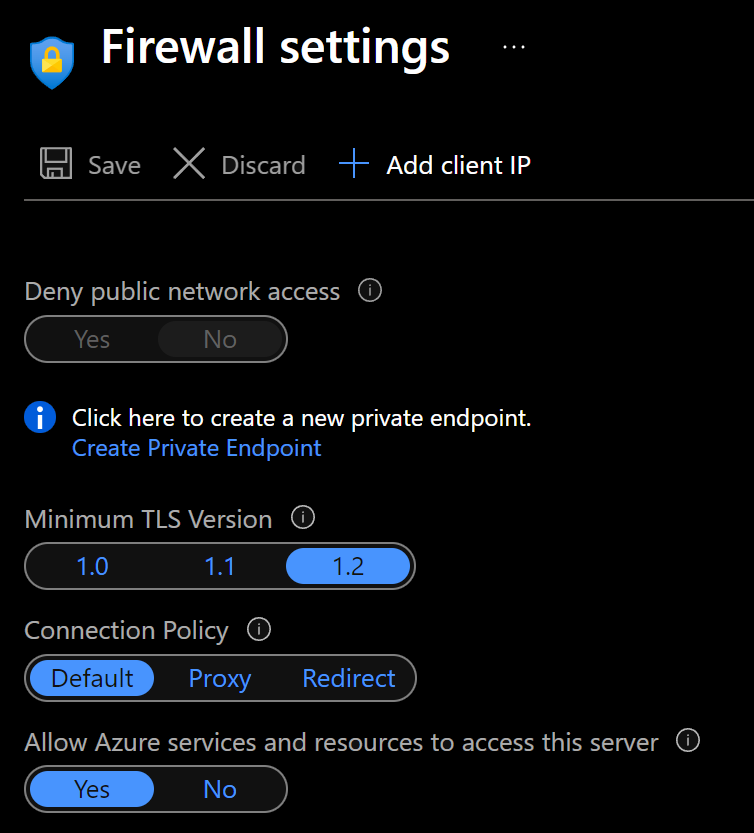 Firewall settings ...
Save Discard Add client IP
Deny public network access
Yes No
Click here to create a new private endpoint.
Create Private Endpoint
Minimum TLS Version
1.0 1.1 1.2
Connection Policy
Default Proxy Redirect
Allow Azure services and resources to access this server
Yes No